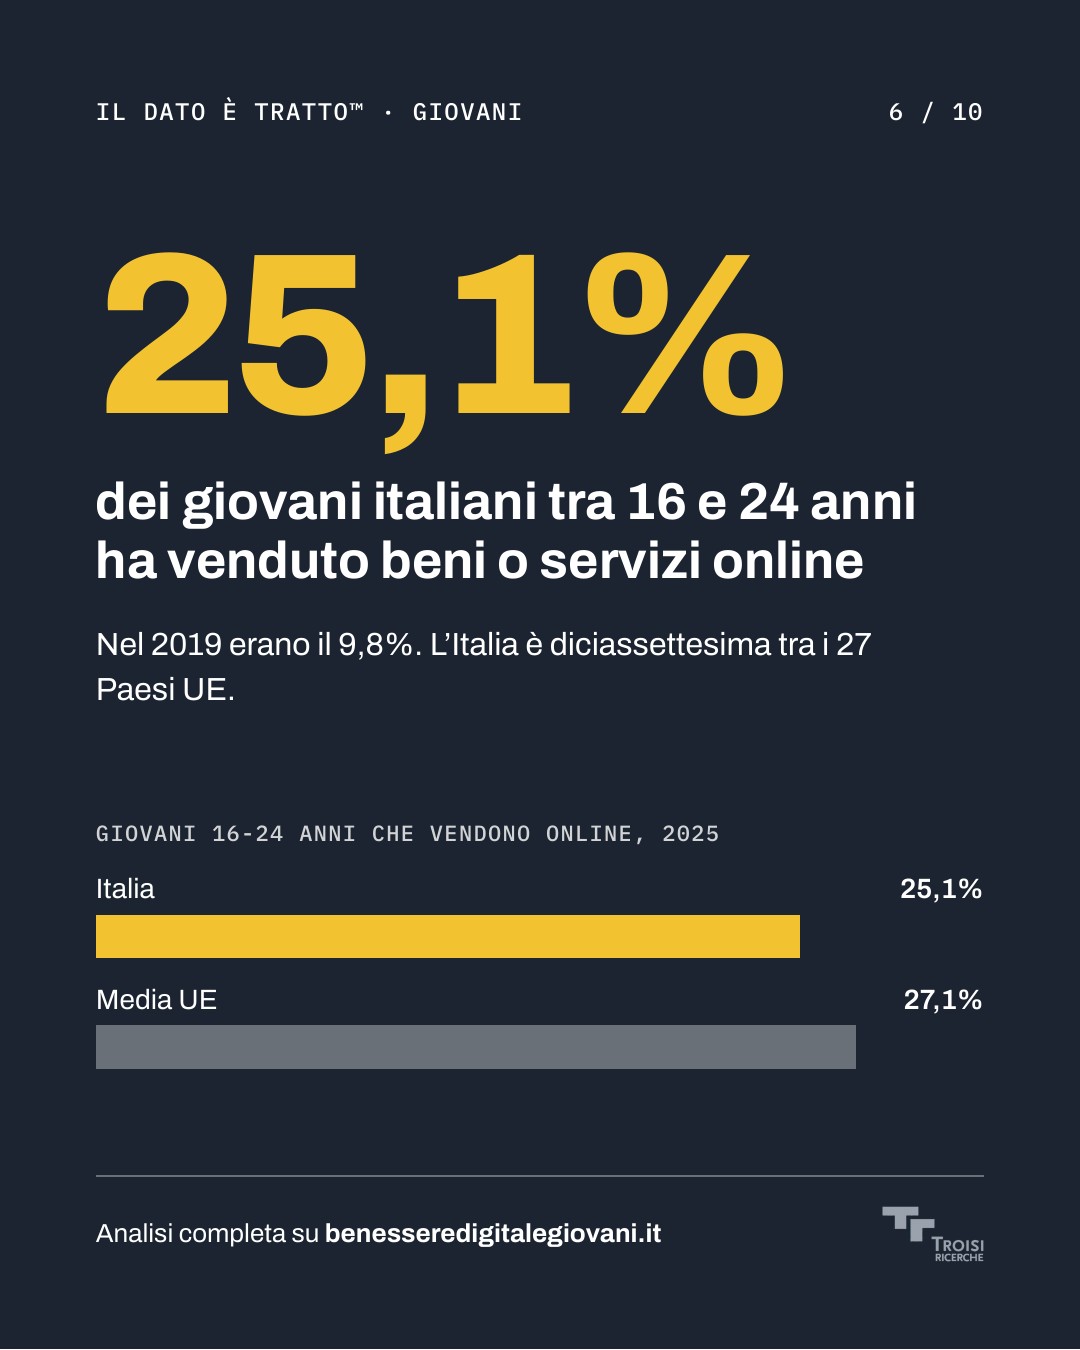 IL DATO È TRATTO™ · GIOVANI
6 / 10
25,1%
dei giovani italiani tra 16 e 24 anni
ha venduto beni o servizi online
Nel 2019 erano il 9,8%. L’Italia è diciassettesima tra i 27
Paesi UE.
GIOVANI 16-24 ANNI CHE VENDONO ONLINE, 2025
Italia
25,1%
Media UE
27,1%
Analisi completa su benesseredigitalegiovani.it
TROISI
RICERCHE